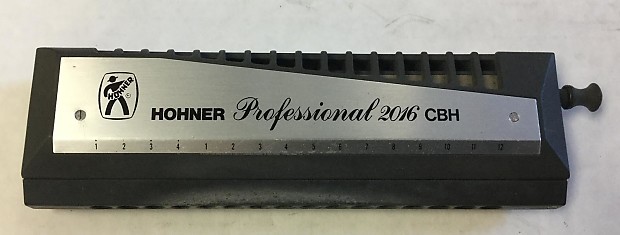 HOHNER
HOHNER Professional 2016 CBH
1 2 3 4 1 2 3 4 5 6 7 8 9 10 11 12